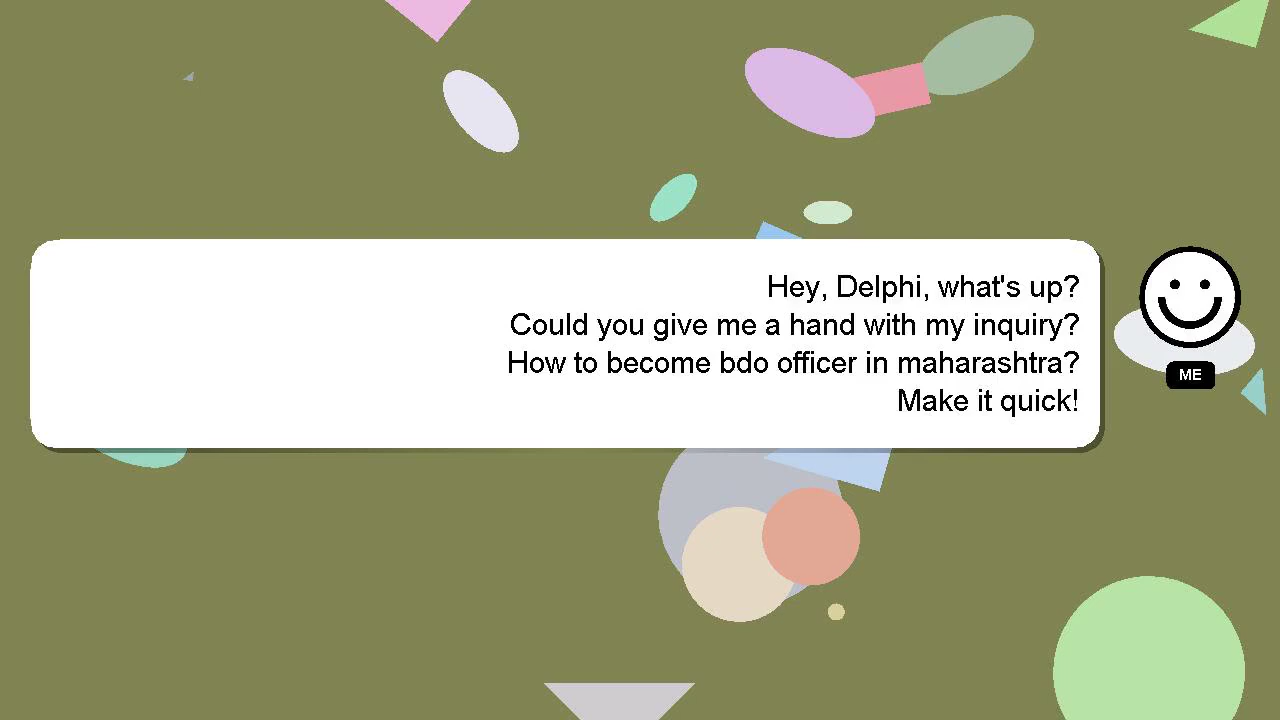 Hey, Delphi, what's up?
Could you give me a hand with my inquiry?
How to become bdo officer in maharashtra?
Make it quick!
ME